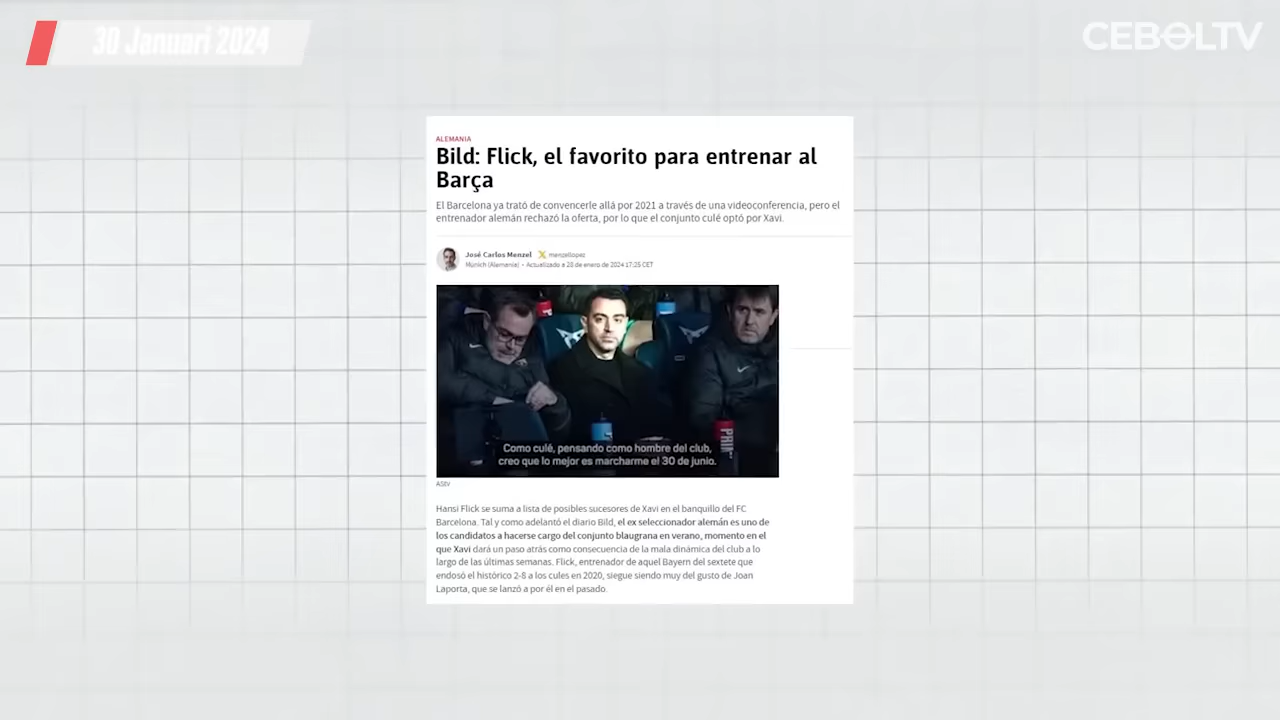 30 Januari 2024
CEBOLTV
ALEMANIA
Bild: Flick, el favorito para entrenar al
Barça
El Barcelona ya trató de convencerle allá por 2021 a través de una videoconferencia, pero el
entrenador alemán rechazó la oferta, por lo que el conjunto culé optó por Xavi.
José Carlos Menzel menzellopez
Múnich (Alemania) - Actualizado a 28 de enero de 2024 17:25 CET
Como culé, pensando como hombre del club,
creo que lo mejor es marcharme el 30 de junio.
AStv
Hansi Flick se suma a lista de posibles sucesores de Xavi en el banquillo del FC
Barcelona. Tal y como adelantó el diario Bild, el ex seleccionador alemán es uno de
los candidatos a hacerse cargo del conjunto blaugrana en verano, momento en el
que Xavi dará un paso atrás como consecuencia de la mala dinámica del club a lo
largo de las últimas semanas. Flick, entrenador de aquel Bayern del sextete que
endosó el histórico 2-8 a los cules en 2020, siegue siendo muy del gusto de Joan
Laporta, que se lanzó a por él en el pasado.